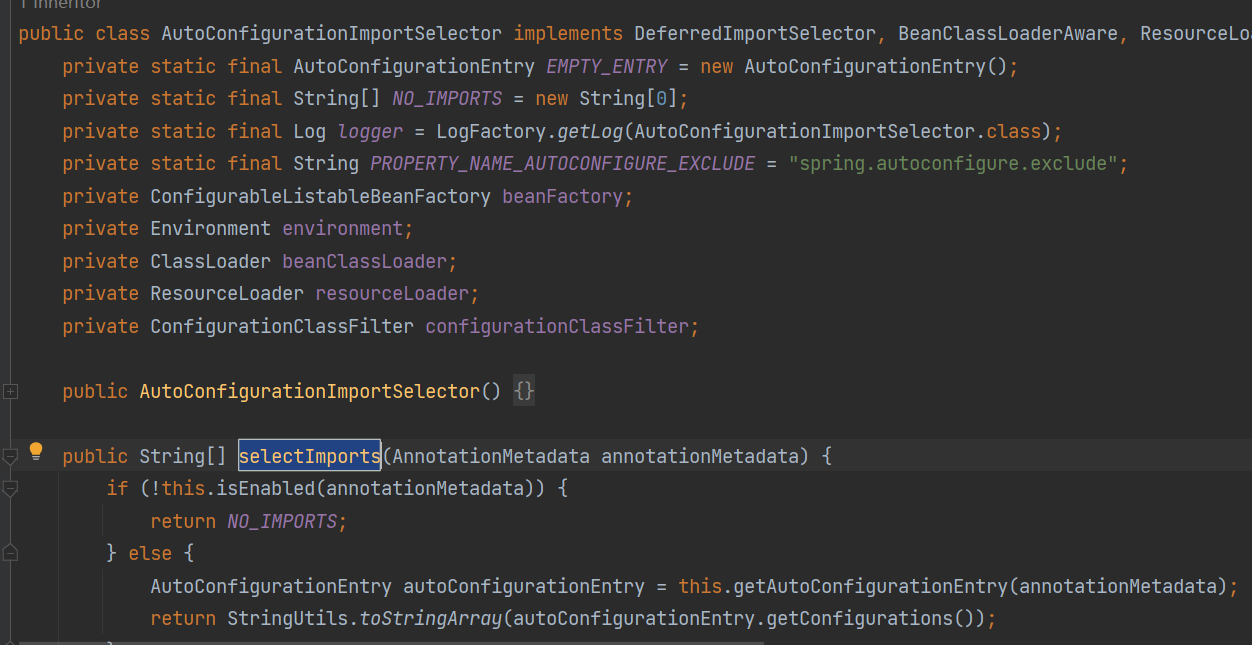 1 inheritor
public class AutoConfigurationImportSelector implements DeferredImportSelector, BeanClassLoaderAware, ResourceLoa
    private static final AutoConfigurationEntry EMPTY_ENTRY = new AutoConfigurationEntry();
    private static final String[] NO_IMPORTS = new String[0];
    private static final Log logger = LogFactory.getLog(AutoConfigurationImportSelector.class);
    private static final String PROPERTY_NAME_AUTOCONFIGURE_EXCLUDE = "spring.autoconfigure.exclude";
    private ConfigurableListableBeanFactory beanFactory;
    private Environment environment;
    private ClassLoader beanClassLoader;
    private ResourceLoader resourceLoader;
    private ConfigurationClassFilter configurationClassFilter;
    public AutoConfigurationImportSelector() {}
    public String[] selectImports(AnnotationMetadata annotationMetadata) {
        if (!this.isEnabled(annotationMetadata)) {
            return NO_IMPORTS;
        } else {
            AutoConfigurationEntry autoConfigurationEntry = this.getAutoConfigurationEntry(annotationMetadata);
            return StringUtils.toStringArray(autoConfigurationEntry.getConfigurations());